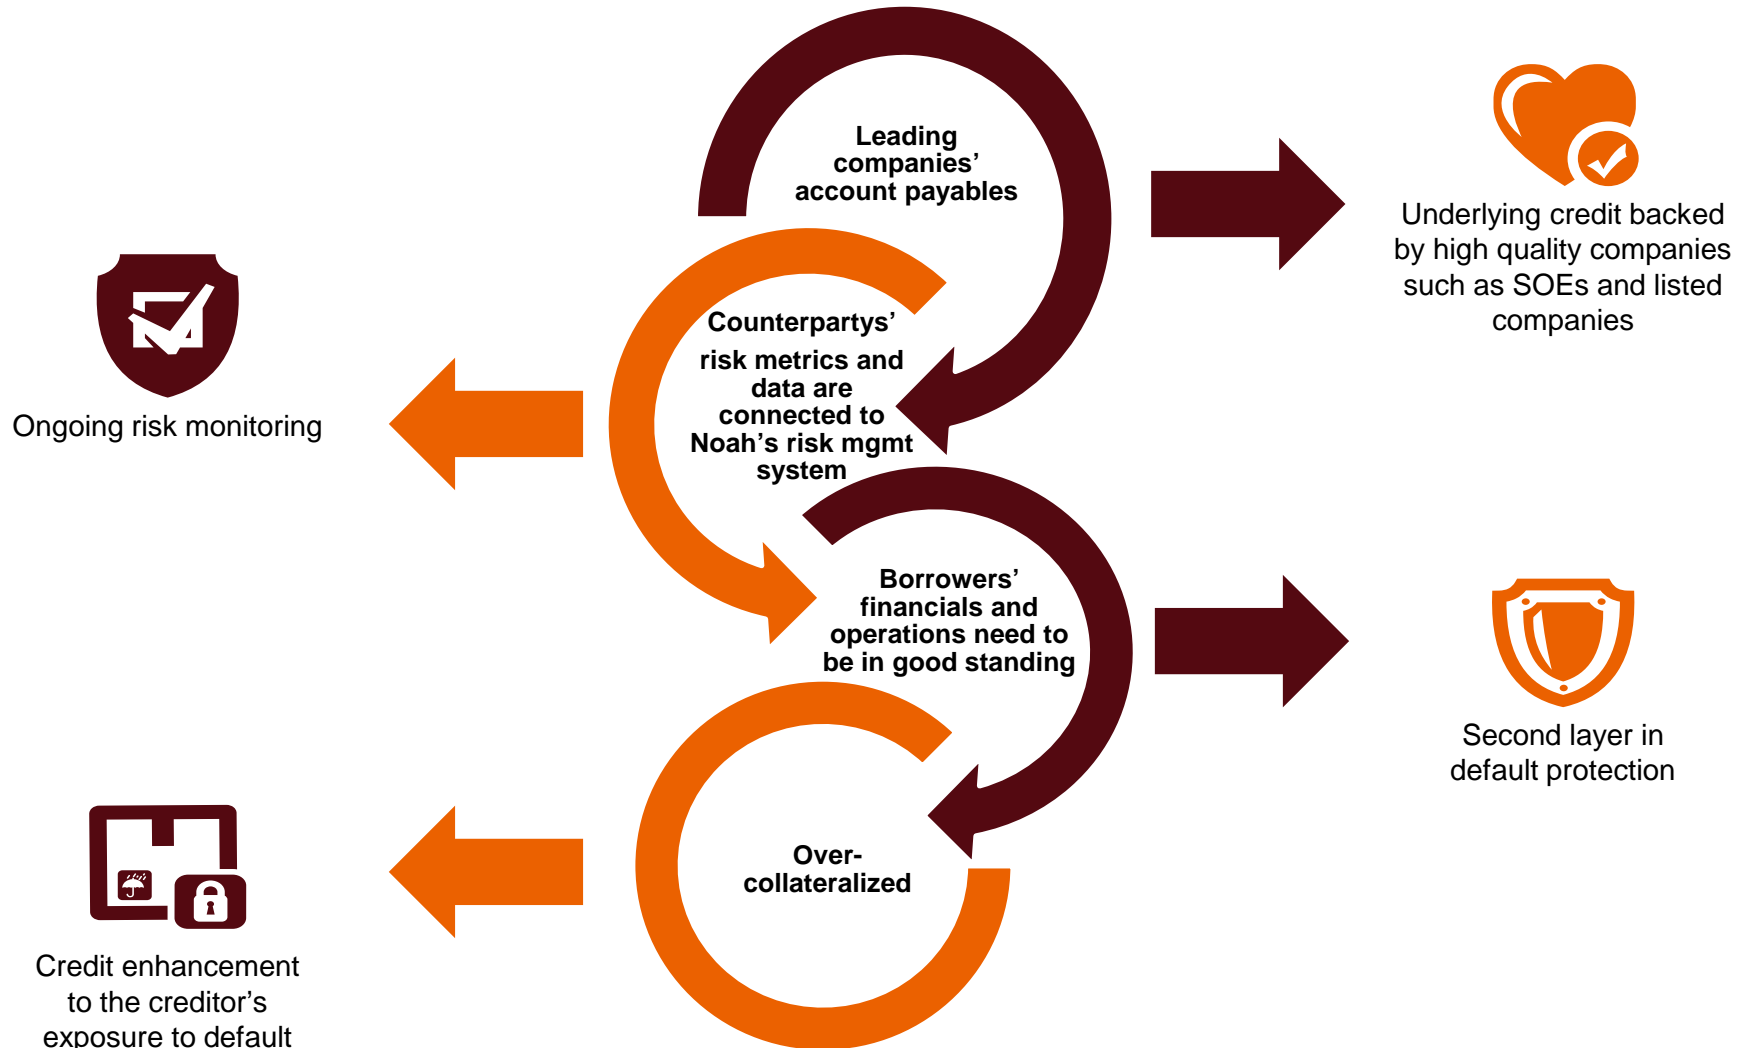 Leading
companies’
account payables
Underlying credit backed
by high quality companies
such as SOEs and listed
companies
Counterpartys’
risk metrics and
data are
connected to
Noah’s risk mgmt
system
Ongoing risk monitoring
Borrowers’
financials and
operations need to
be in good standing
Second layer in
default protection
Over-
collateralized
Credit enhancement
to the creditor’s
exposure to default